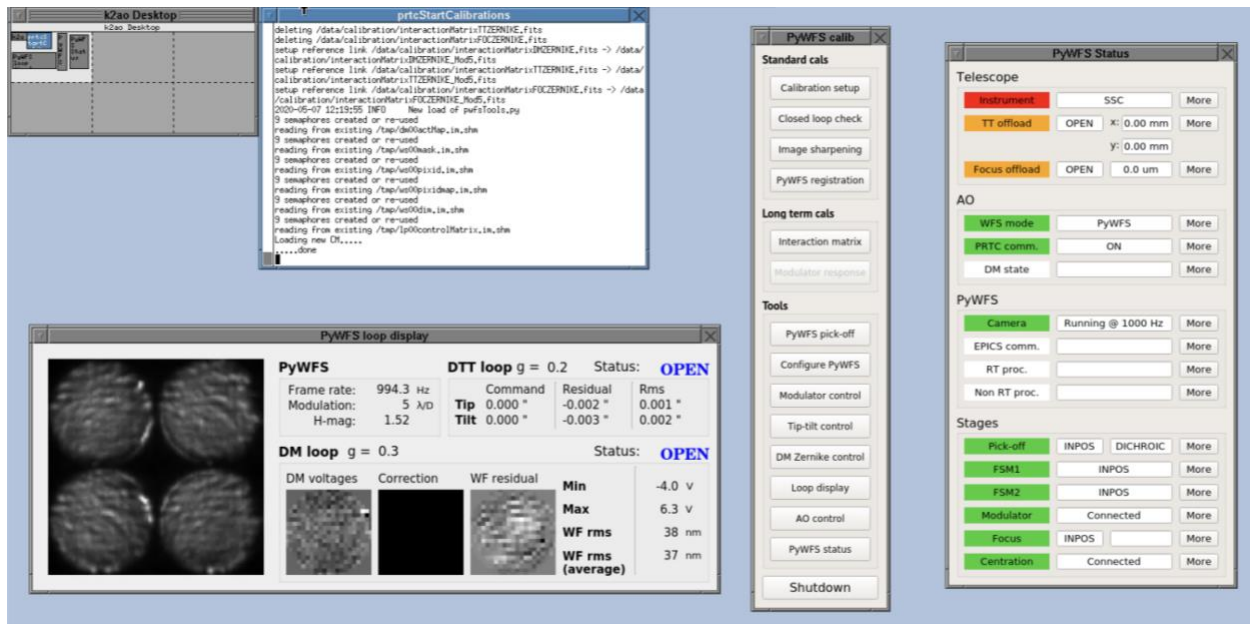 k2ao Desktop
k2ao Desktop
prtcStartCalibrations
deleting /data/calibration/interactionMatrixTTZERNIKE.fits
deleting /data/calibration/interactionMatrixFOCZERNIKE.fits
setup reference link /data/calibration/interactionMatrixDMZERNIKE.fits -> /data/
calibration/interactionMatrixDMZERNIKE_Mod5.fits
setup reference link /data/calibration/interactionMatrixTTZERNIKE.fits -> /data/
calibration/interactionMatrixTTZERNIKE.fits
setup reference link /data/calibration/interactionMatrixFOCZERNIKE.fits -> /data
/calibration/interactionMatrixFOCZERNIKE_Mod5.fits
2020-05-07 12:19:55 INFO New load of pwfsTools.py
9 semaphores created or re-used
reading from existing /tmp/dm00actMap.im.shm
9 semaphores created or re-used
reading from existing /tmp/ws00mask.im.shm
9 semaphores created or re-used
reading from existing /tmp/ws00pixid.im.shm
9 semaphores created or re-used
reading from existing /tmp/ws00pixidmap.im.shm
9 semaphores created or re-used
reading from existing /tmp/ws00dim.im.shm
9 semaphores created or re-used
reading from existing /tmp/lp00controlMatrix.im.shm
Loading new CM.....
.....done
PyWFS loop display
PyWFS
Frame rate: 994.3 Hz
Modulation: 5 λ/D
H-mag: 1.52
DTT loop g = 0.2 Status: OPEN
Command Residual Rms
Tip 0.000 " -0.002 " 0.001 "
Tilt 0.000 " -0.003 " 0.002 "
DM loop g = 0.3 Status: OPEN
DM voltages Correction WF residual
Min -4.0 V
Max 6.3 V
WF rms 38 nm
WF rms 37 nm
(average)
PyWFS calib
Standard cals
Calibration setup
Closed loop check
Image sharpening
PyWFS registration
Long term cals
Interaction matrix
Modulator response
Tools
PyWFS pick-off
Configure PyWFS
Modulator control
Tip-tilt control
DM Zernike control
Loop display
AO control
PyWFS status
Shutdown
PyWFS Status
Telescope
Instrument SSC More
TT offload OPEN x: 0.00 mm More
y: 0.00 mm
Focus offload OPEN 0.0 um More
AO
WFS mode PyWFS More
PRTC comm. ON More
DM state More
PyWFS
Camera Running @ 1000 Hz More
EPICS comm. More
RT proc. More
Non RT proc. More
Stages
Pick-off INPOS DICHROIC More
FSM1 INPOS More
FSM2 INPOS More
Modulator Connected More
Focus INPOS More
Centration Connected More